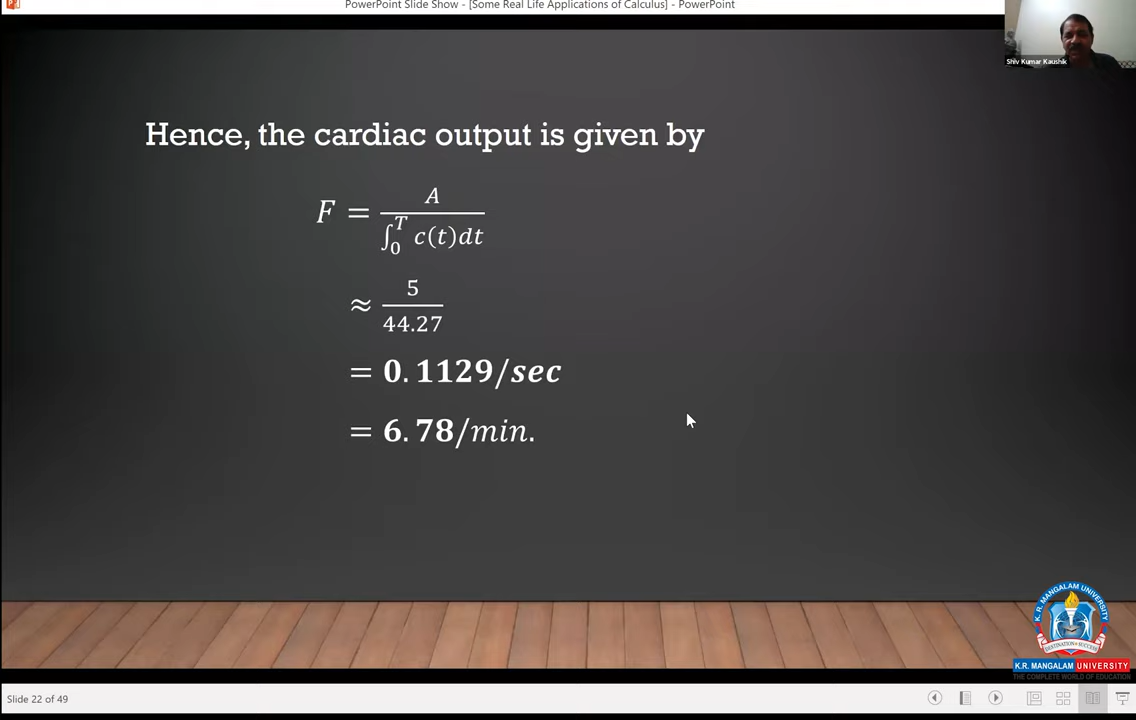 PowerPoint Slide Show - [Some Real Life Applications of Calculus] - PowerPoint
Shiv Kumar Kaushik
Hence, the cardiac output is given by
F = A / ∫₀ᵀ c(t)dt
≈ 5 / 44.27
= 0.1129/sec
= 6.78/min.
K. R. MANGALAM UNIVERSITY
K.R. MANGALAM UNIVERSITY
THE COMPLETE WORLD OF EDUCATION
Slide 22 of 49